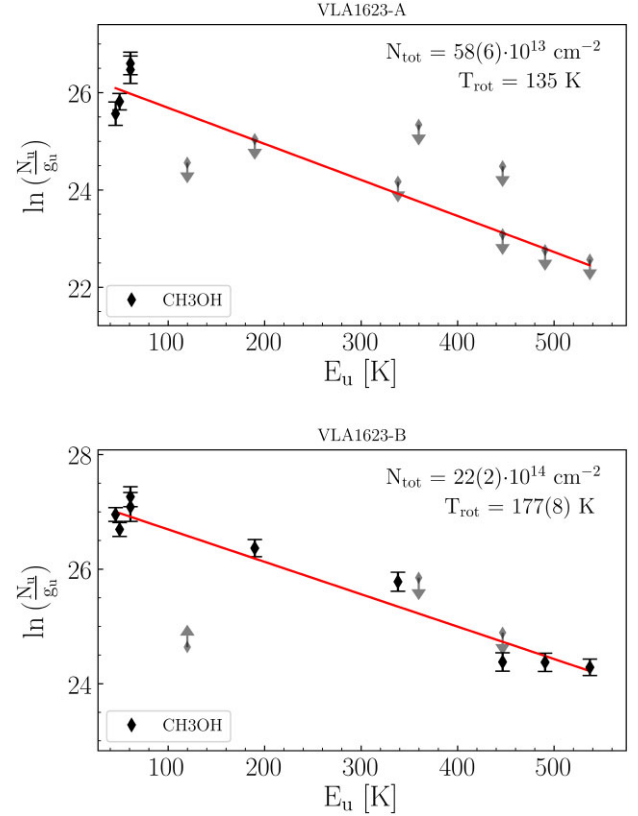 VLA1623-A
N_tot = 58(6)·10^13 cm^−2
T_rot = 135 K
ln(N_u/g_u)
26
24
22
CH3OH
100 200 300 400 500
E_u [K]
VLA1623-B
N_tot = 22(2)·10^14 cm^−2
T_rot = 177(8) K
ln(N_u/g_u)
28
26
24
CH3OH
100 200 300 400 500
E_u [K]